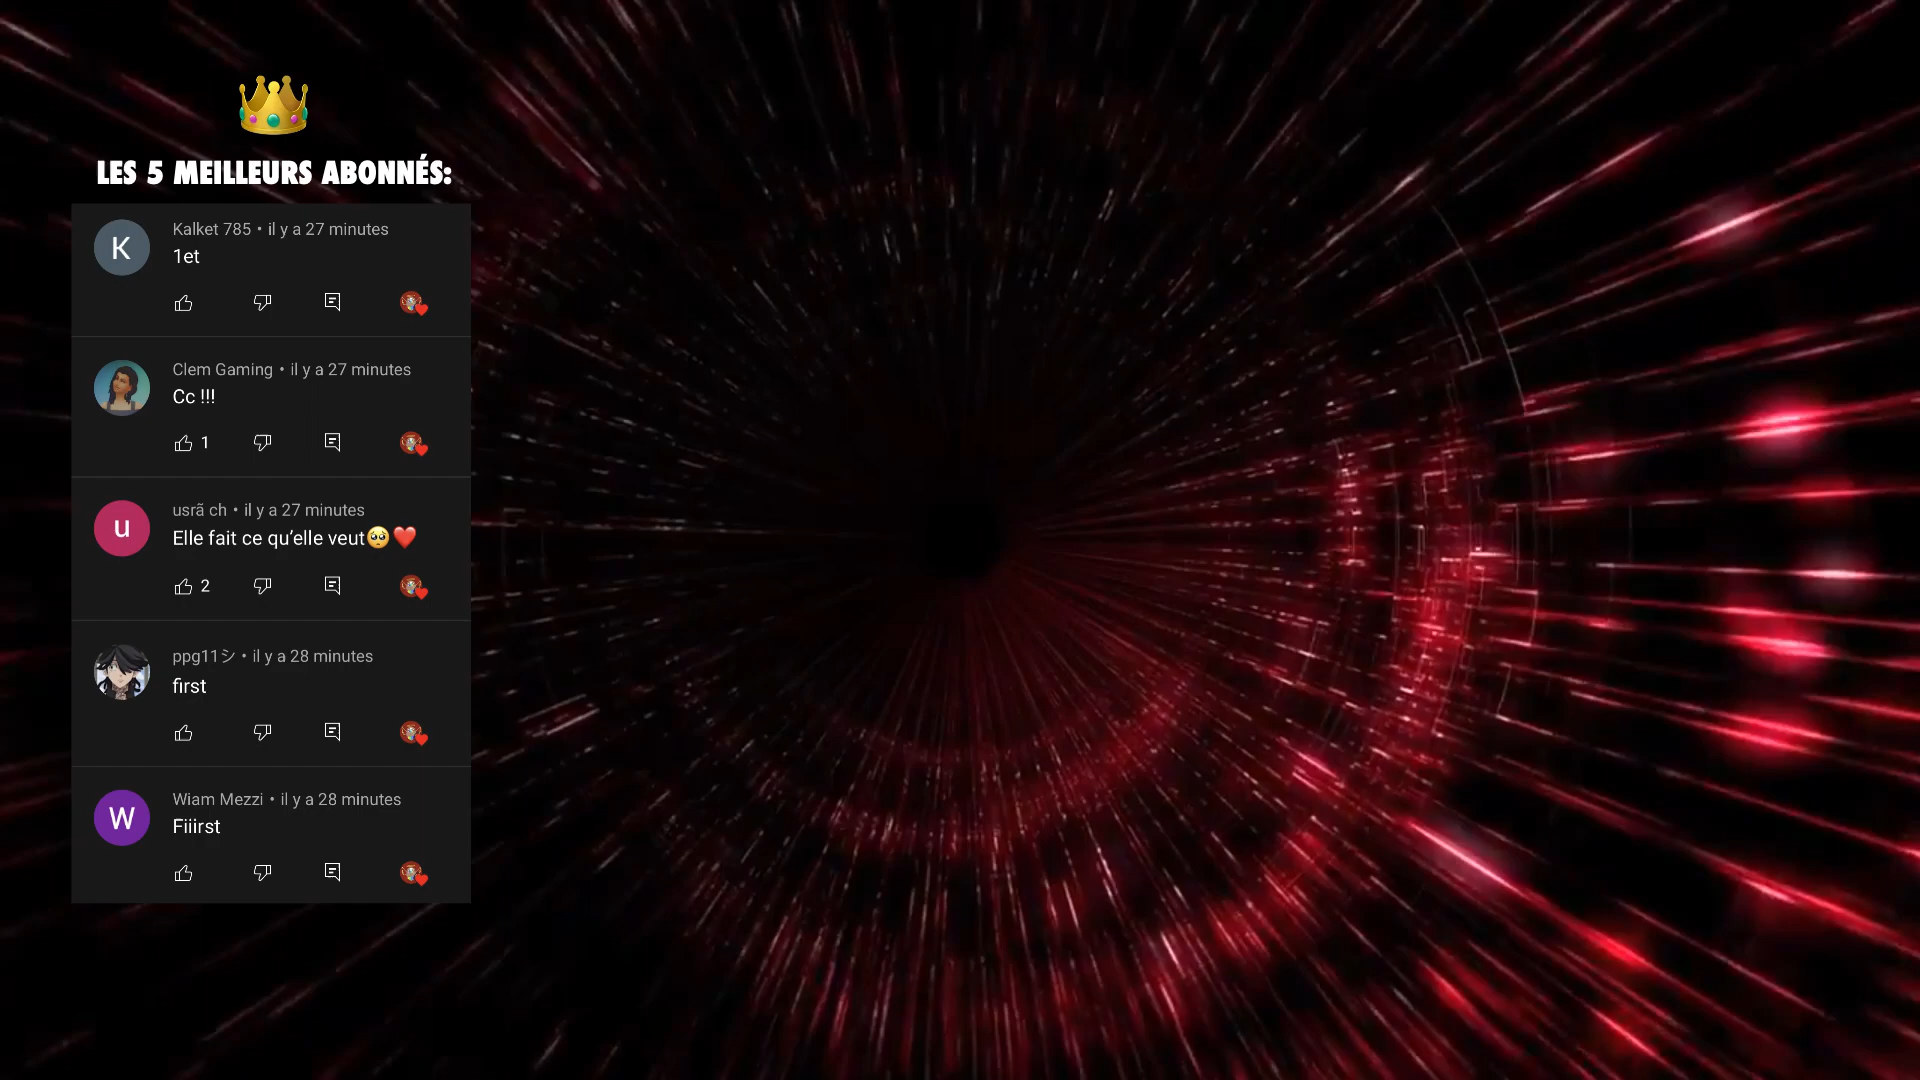 LES 5 MEILLEURS ABONNÉS:
K
Kalket 785 • il y a 27 minutes
1et
Clem Gaming • il y a 27 minutes
Cc !!!
1
u
usrã ch • il y a 27 minutes
Elle fait ce qu’elle veut🥺❤️
2
ppg11シ • il y a 28 minutes
first
W
Wiam Mezzi • il y a 28 minutes
Fiiirst